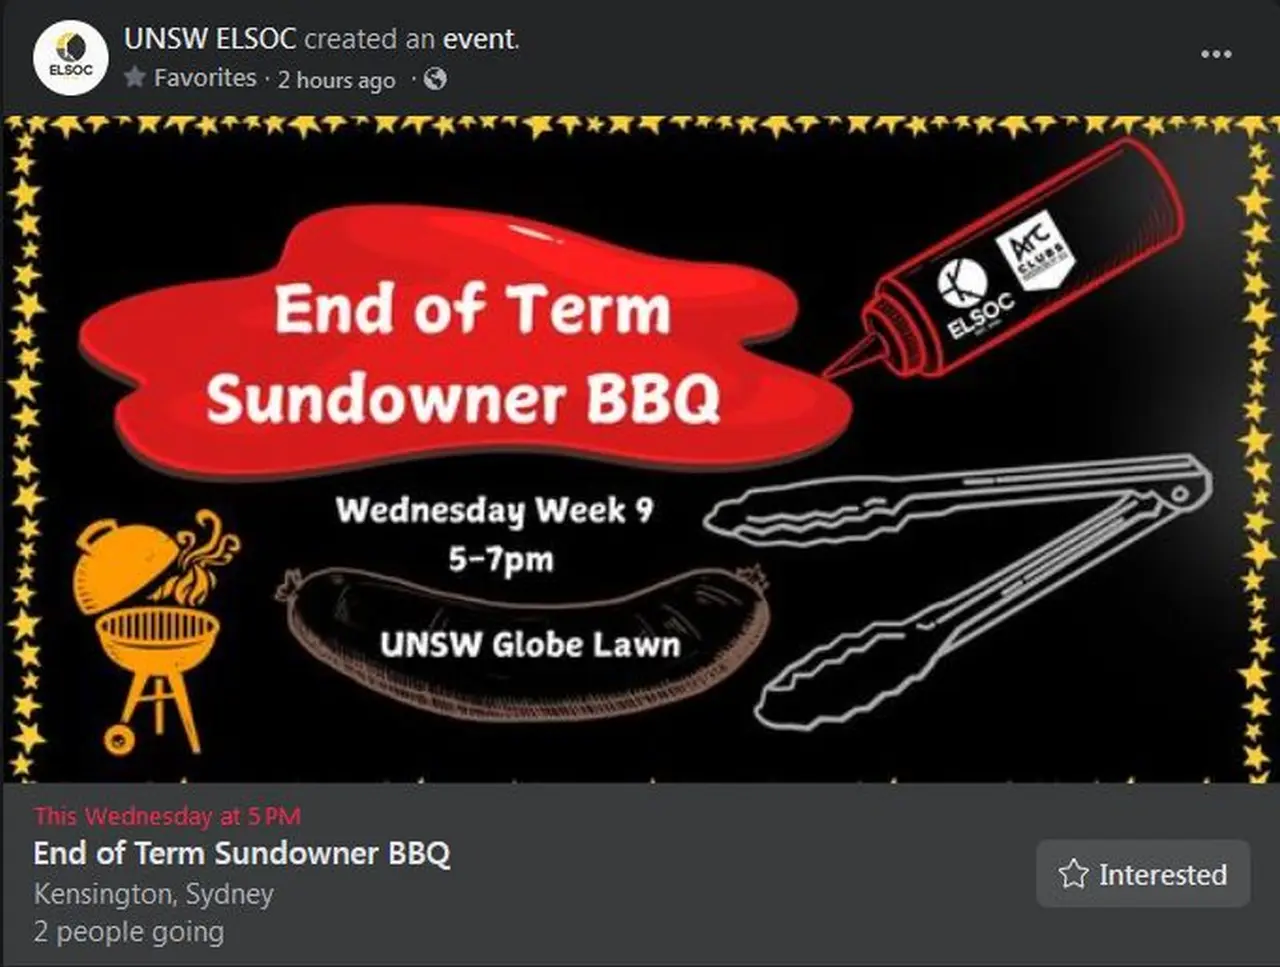 UNSW ELSOC created an event.
ELSOC
Favorites · 2 hours ago ·
Arc
CLUBS
ELSOC
End of Term
Sundowner BBQ
Wednesday Week 9
5-7pm
UNSW Globe Lawn
This Wednesday at 5 PM
End of Term Sundowner BBQ
Kensington, Sydney
2 people going
Interested